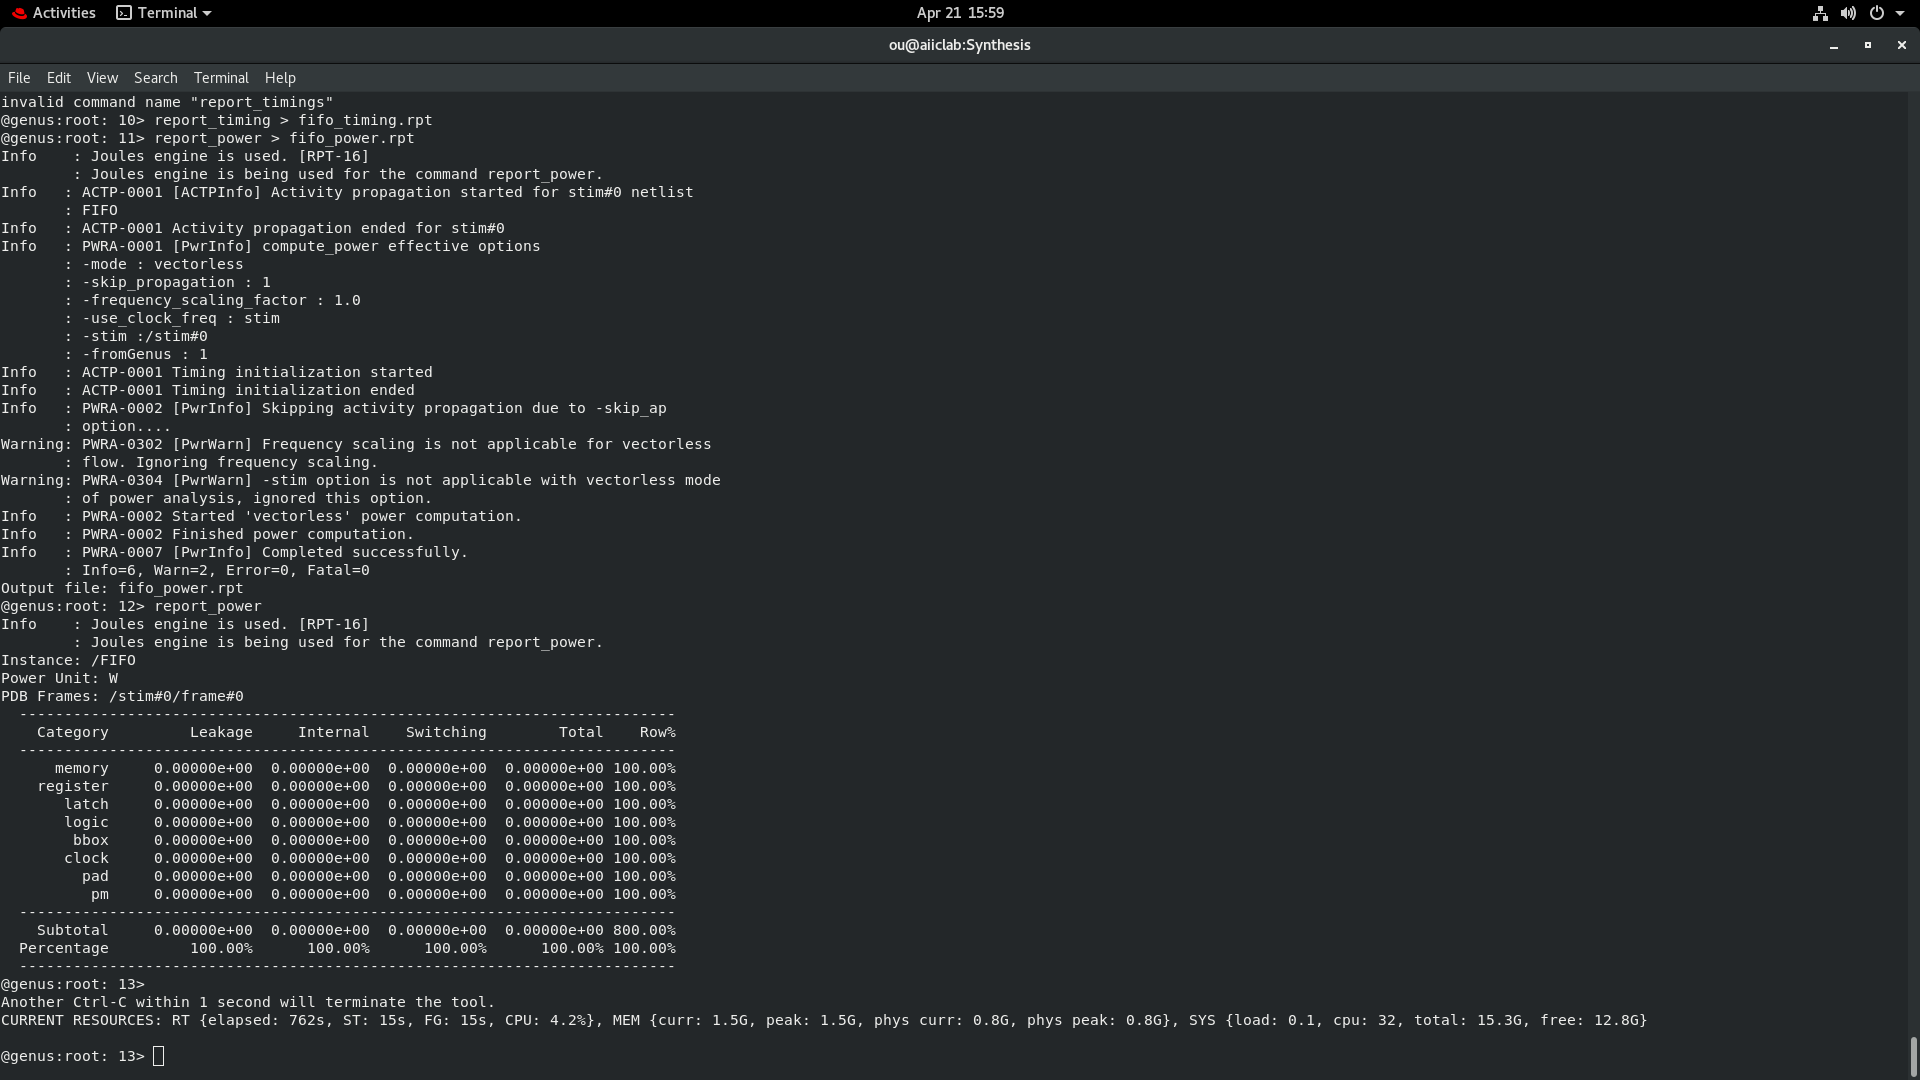 Activities Terminal Apr 21 15:59
ou@aiiclab:Synthesis
File Edit View Search Terminal Help
invalid command name "report_timings"
@genus:root: 10> report_timing > fifo_timing.rpt
@genus:root: 11> report_power > fifo_power.rpt
Info    : Joules engine is used. [RPT-16]
        : Joules engine is being used for the command report_power.
Info   : ACTP-0001 [ACTPInfo] Activity propagation started for stim#0 netlist
       : FIFO
Info   : ACTP-0001 Activity propagation ended for stim#0
Info   : PWRA-0001 [PwrInfo] compute_power effective options
       : -mode : vectorless
       : -skip_propagation : 1
       : -frequency_scaling_factor : 1.0
       : -use_clock_freq : stim
       : -stim :/stim#0
       : -fromGenus : 1
Info   : ACTP-0001 Timing initialization started
Info   : ACTP-0001 Timing initialization ended
Info   : PWRA-0002 [PwrInfo] Skipping activity propagation due to -skip_ap
       : option....
Warning: PWRA-0302 [PwrWarn] Frequency scaling is not applicable for vectorless
       : flow. Ignoring frequency scaling.
Warning: PWRA-0304 [PwrWarn] -stim option is not applicable with vectorless mode
       : of power analysis, ignored this option.
Info   : PWRA-0002 Started 'vectorless' power computation.
Info   : PWRA-0002 Finished power computation.
Info   : PWRA-0007 [PwrInfo] Completed successfully.
       : Info=6, Warn=2, Error=0, Fatal=0
Output file: fifo_power.rpt
@genus:root: 12> report_power
Info    : Joules engine is used. [RPT-16]
        : Joules engine is being used for the command report_power.
Instance: /FIFO
Power Unit: W
PDB Frames: /stim#0/frame#0
  -------------------------------------------------------------------------
    Category         Leakage     Internal    Switching        Total    Row%
  -------------------------------------------------------------------------
      memory     0.00000e+00  0.00000e+00  0.00000e+00  0.00000e+00 100.00%
    register     0.00000e+00  0.00000e+00  0.00000e+00  0.00000e+00 100.00%
       latch     0.00000e+00  0.00000e+00  0.00000e+00  0.00000e+00 100.00%
       logic     0.00000e+00  0.00000e+00  0.00000e+00  0.00000e+00 100.00%
        bbox     0.00000e+00  0.00000e+00  0.00000e+00  0.00000e+00 100.00%
       clock     0.00000e+00  0.00000e+00  0.00000e+00  0.00000e+00 100.00%
         pad     0.00000e+00  0.00000e+00  0.00000e+00  0.00000e+00 100.00%
          pm     0.00000e+00  0.00000e+00  0.00000e+00  0.00000e+00 100.00%
  -------------------------------------------------------------------------
    Subtotal     0.00000e+00  0.00000e+00  0.00000e+00  0.00000e+00 800.00%
  Percentage         100.00%      100.00%      100.00%      100.00% 100.00%
  -------------------------------------------------------------------------
@genus:root: 13>
Another Ctrl-C within 1 second will terminate the tool.
CURRENT RESOURCES: RT {elapsed: 762s, ST: 15s, FG: 15s, CPU: 4.2%}, MEM {curr: 1.5G, peak: 1.5G, phys curr: 0.8G, phys peak: 0.8G}, SYS {load: 0.1, cpu: 32, total: 15.3G, free: 12.8G}
@genus:root: 13>